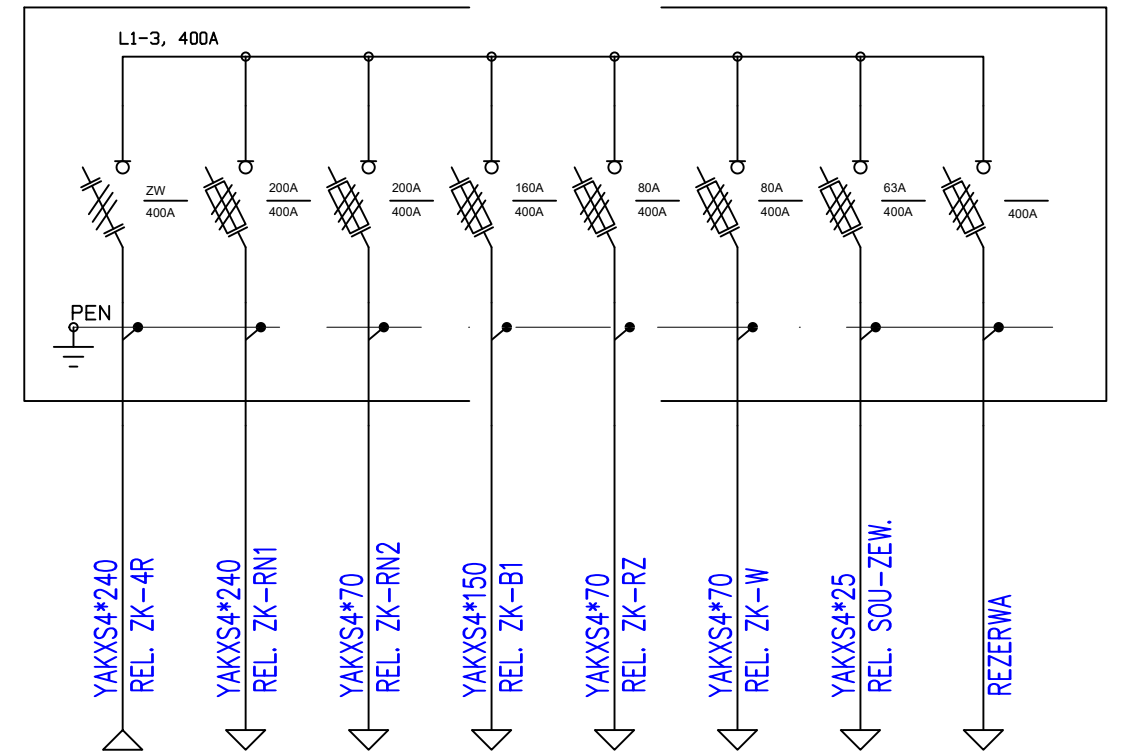 L1-3, 400A
ZW
400A
200A
400A
200A
400A
160A
400A
80A
400A
80A
400A
63A
400A
400A
PEN
YAKXS4*240
REL. ZK-4R
YAKXS4*240
REL. ZK-RN1
YAKXS4*70
REL. ZK-RN2
YAKXS4*150
REL. ZK-B1
YAKXS4*70
REL. ZK-RZ
YAKXS4*70
REL. ZK-W
YAKXS4*25
REL. SOU-ZEW.
REZERWA